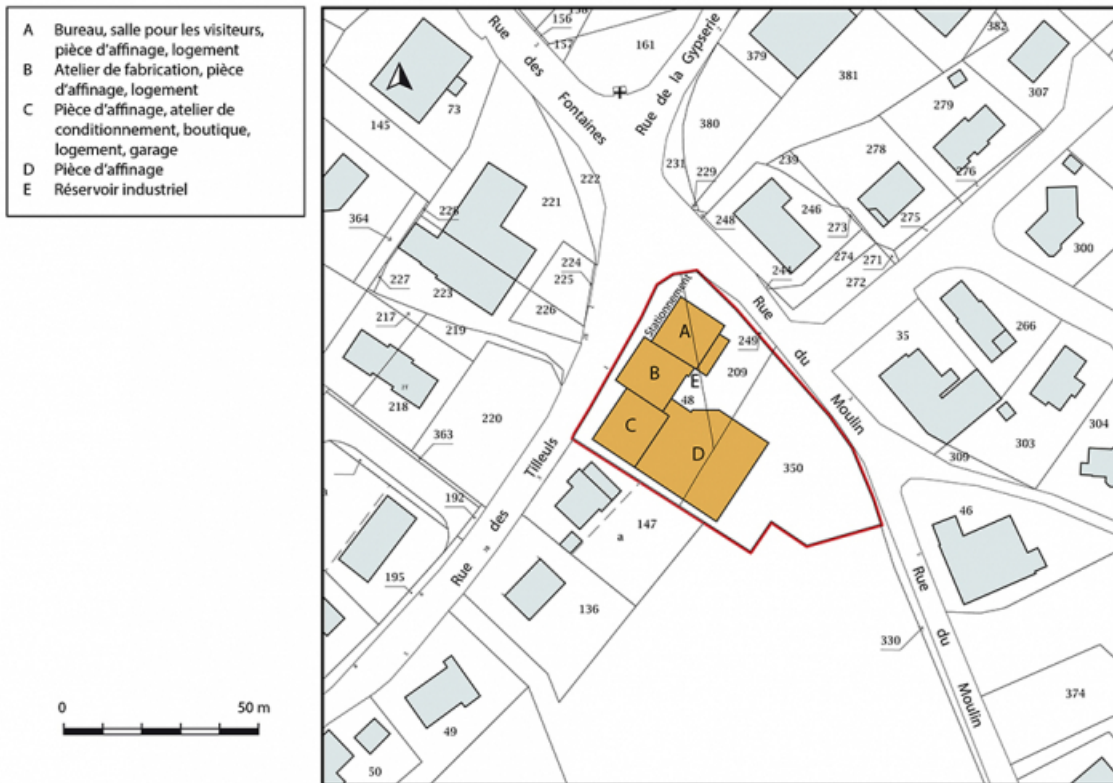 A Bureau, salle pour les visiteurs,
pièce d'affinage, logement
B Atelier de fabrication, pièce
d'affinage, logement
C Pièce d'affinage, atelier de
conditionnement, boutique,
logement, garage
D Pièce d'affinage
E Réservoir industriel
0 50 m
Rue des Fontaines
Rue de la Gypserie
156
157
161
379
382
381
307
73
145
380
279
278
276
231
229
239
222
221
364
228
248
246
273
275
274
271
272
244
300
227
223
224
225
226
217
219
Stationnement
A
B
C
D
E
48
249
209
350
Rue du Moulin
35
266
303
304
309
218
220
363
192
195
Rue des Tilleuls
147
a
136
46
330
Rue du Moulin
374
49
50